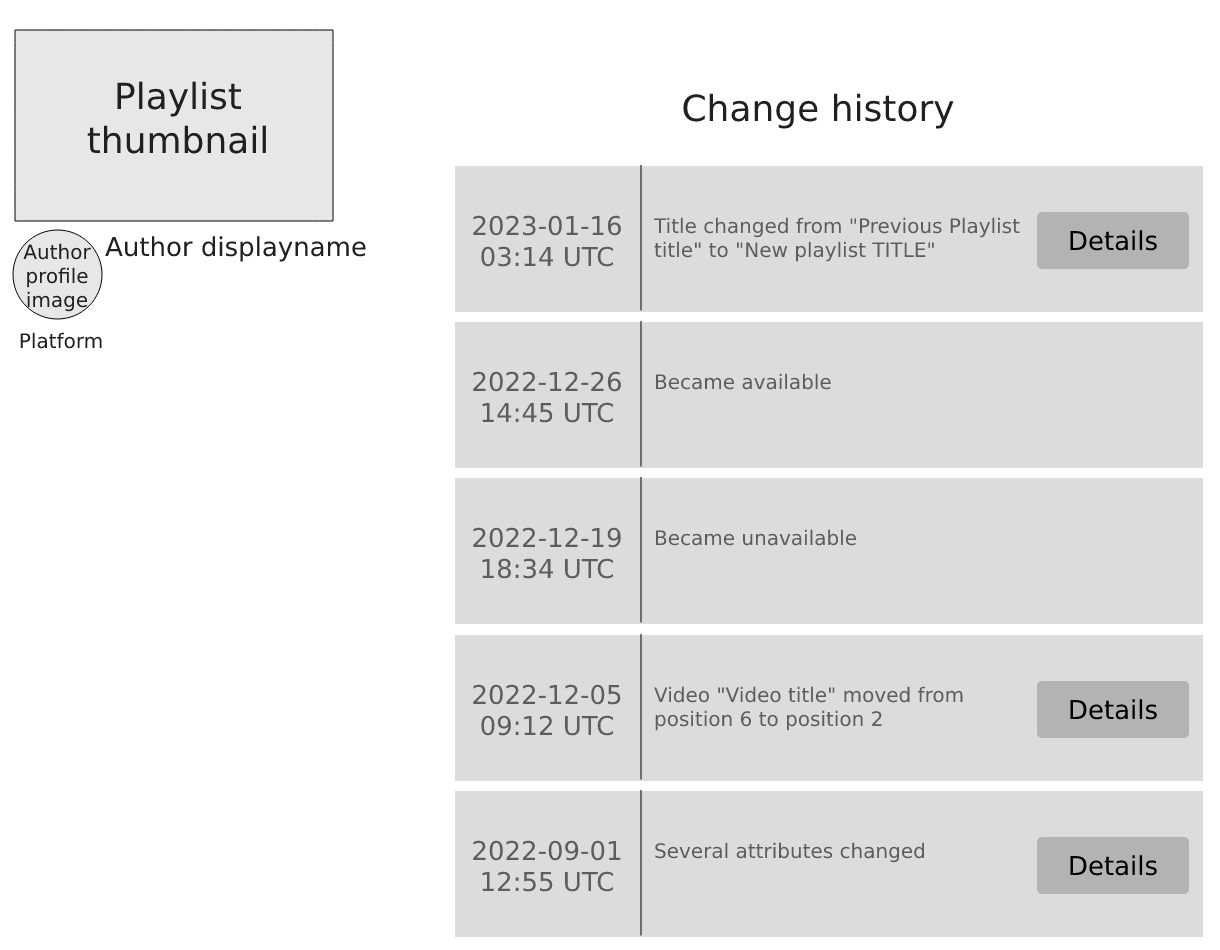 Playlist
thumbnail
Author
profile
image
Author displayname
Platform
Change history
2023-01-16
03:14 UTC
Title changed from "Previous Playlist
title" to "New playlist TITLE"
Details
2022-12-26
14:45 UTC
Became available
2022-12-19
18:34 UTC
Became unavailable
2022-12-05
09:12 UTC
Video "Video title" moved from
position 6 to position 2
Details
2022-09-01
12:55 UTC
Several attributes changed
Details